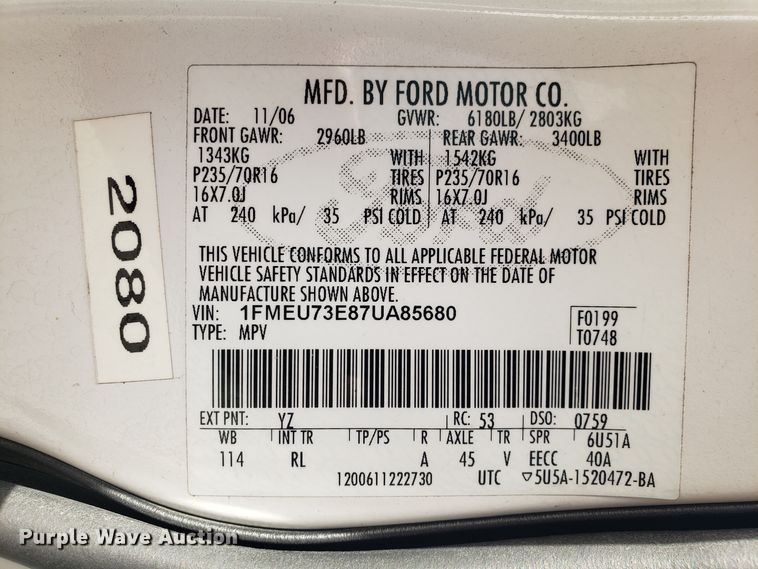 MFD. BY FORD MOTOR CO.
DATE: 11/06 GVWR: 6180LB/ 2803KG
FRONT GAWR: 2960LB REAR GAWR: 3400LB
1343KG WITH 1542KG WITH
P235/70R16 TIRES P235/70R16 TIRES
16X7.0J RIMS 16X7.0J RIMS
AT 240 kPa/ 35 PSI COLD AT 240 kPa/ 35 PSI COLD
THIS VEHICLE CONFORMS TO ALL APPLICABLE FEDERAL MOTOR
VEHICLE SAFETY STANDARDS IN EFFECT ON THE DATE OF
MANUFACTURE SHOWN ABOVE.
VIN: 1FMEU73E87UA85680
TYPE: MPV
F0199
T0748
EXT PNT: YZ RC: 53 DSO: 0759
WB INT TR TP/PS R AXLE TR SPR 6U51A
114 RL A 45 V EECC 40A
1200611222730 UTC ▽5U5A-1520472-BA
2080
Ford
Purple Wave Auction